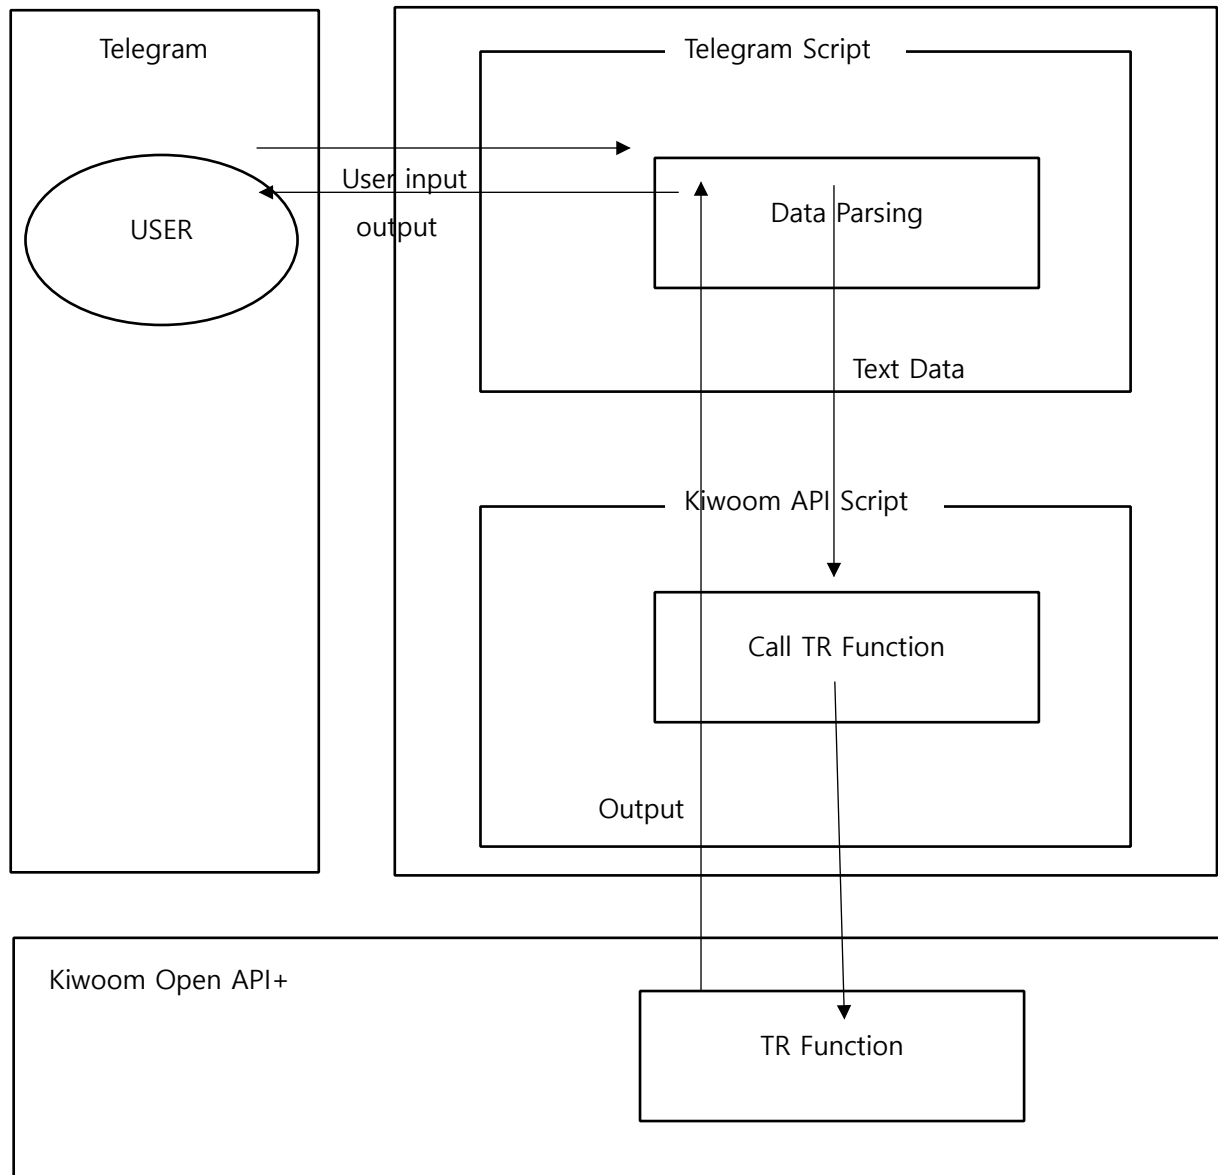 Telegram
Telegram Script
User input
output
USER
Data Parsing
Text Data
Kiwoom API Script
Call TR Function
Output
Kiwoom Open API+
TR Function